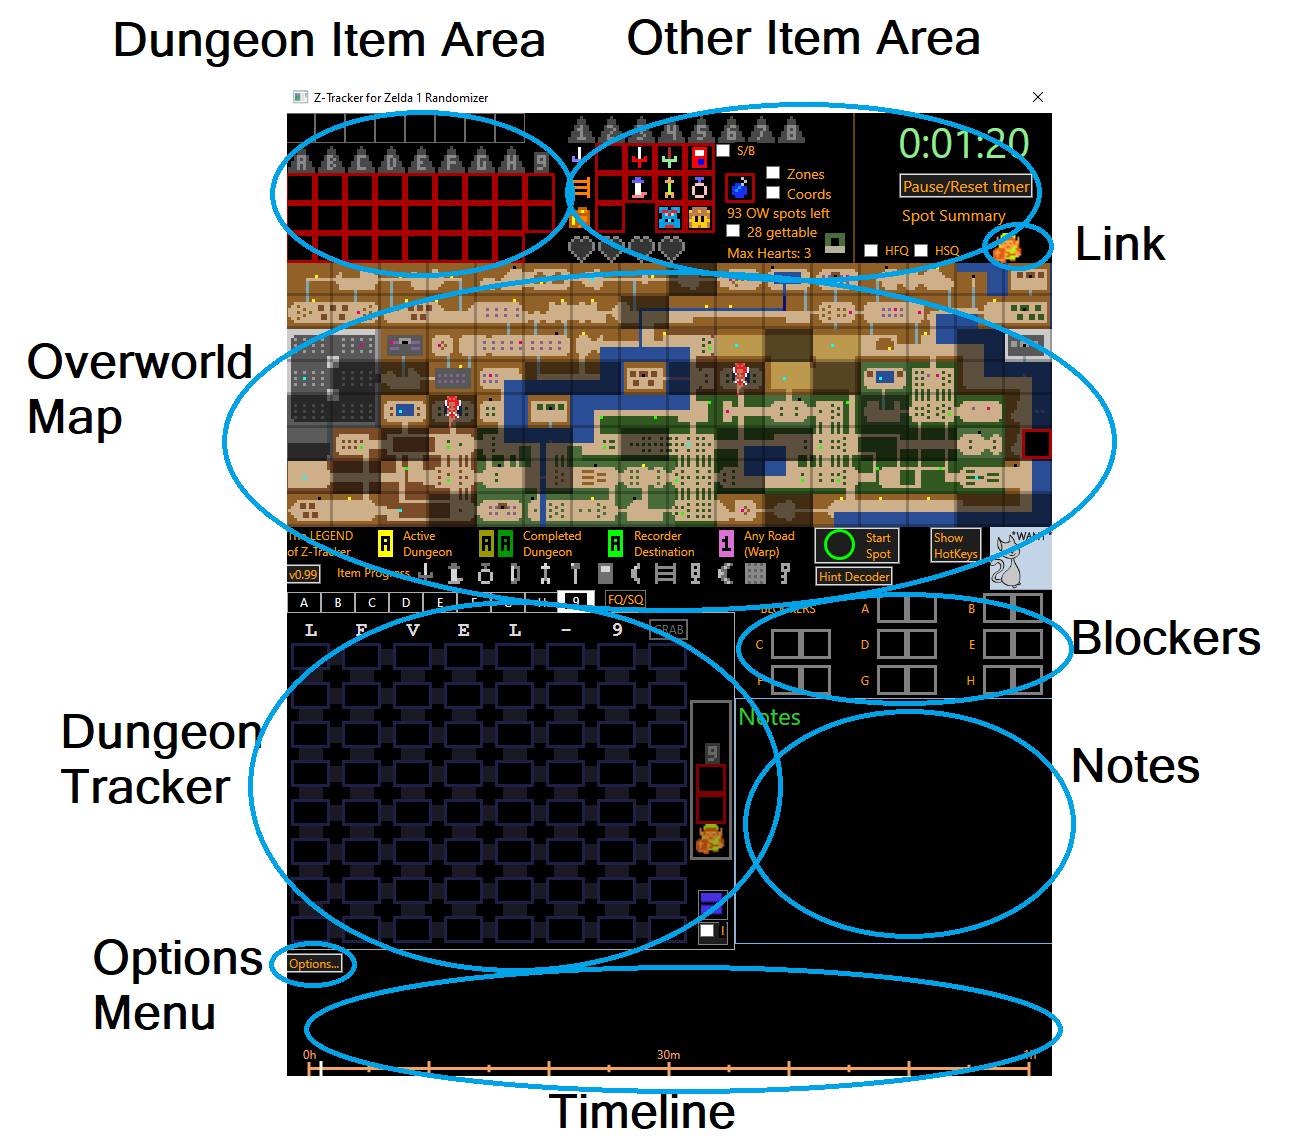 Dungeon Item Area
Other Item Area
Z-Tracker for Zelda 1 Randomizer
1 2 3 4 5 6 7 8
0:01:20
S/B
A B C D E F G H 9
Zones
Pause/Reset timer
Coords
93 OW spots left
Spot Summary
28 gettable
Max Hearts: 3
HFQ
HSQ
Link
Overworld
Map
The LEGEND
of Z-Tracker
A
Active
Dungeon
A A
Completed
Dungeon
A
Recorder
Destination
1
Any Road
(Warp)
Start
Spot
Show
HotKeys
v0.99
Item Progress
Hint Decoder
A B C D E F G H 9
FQ/SQ
BLOCKERS
A
B
C
D
E
F
G
H
Blockers
L E V E L - 9
GRAB
Notes
9
Dungeon
Tracker
Notes
I
Options
Menu
Options...
0h
30m
1h
Timeline